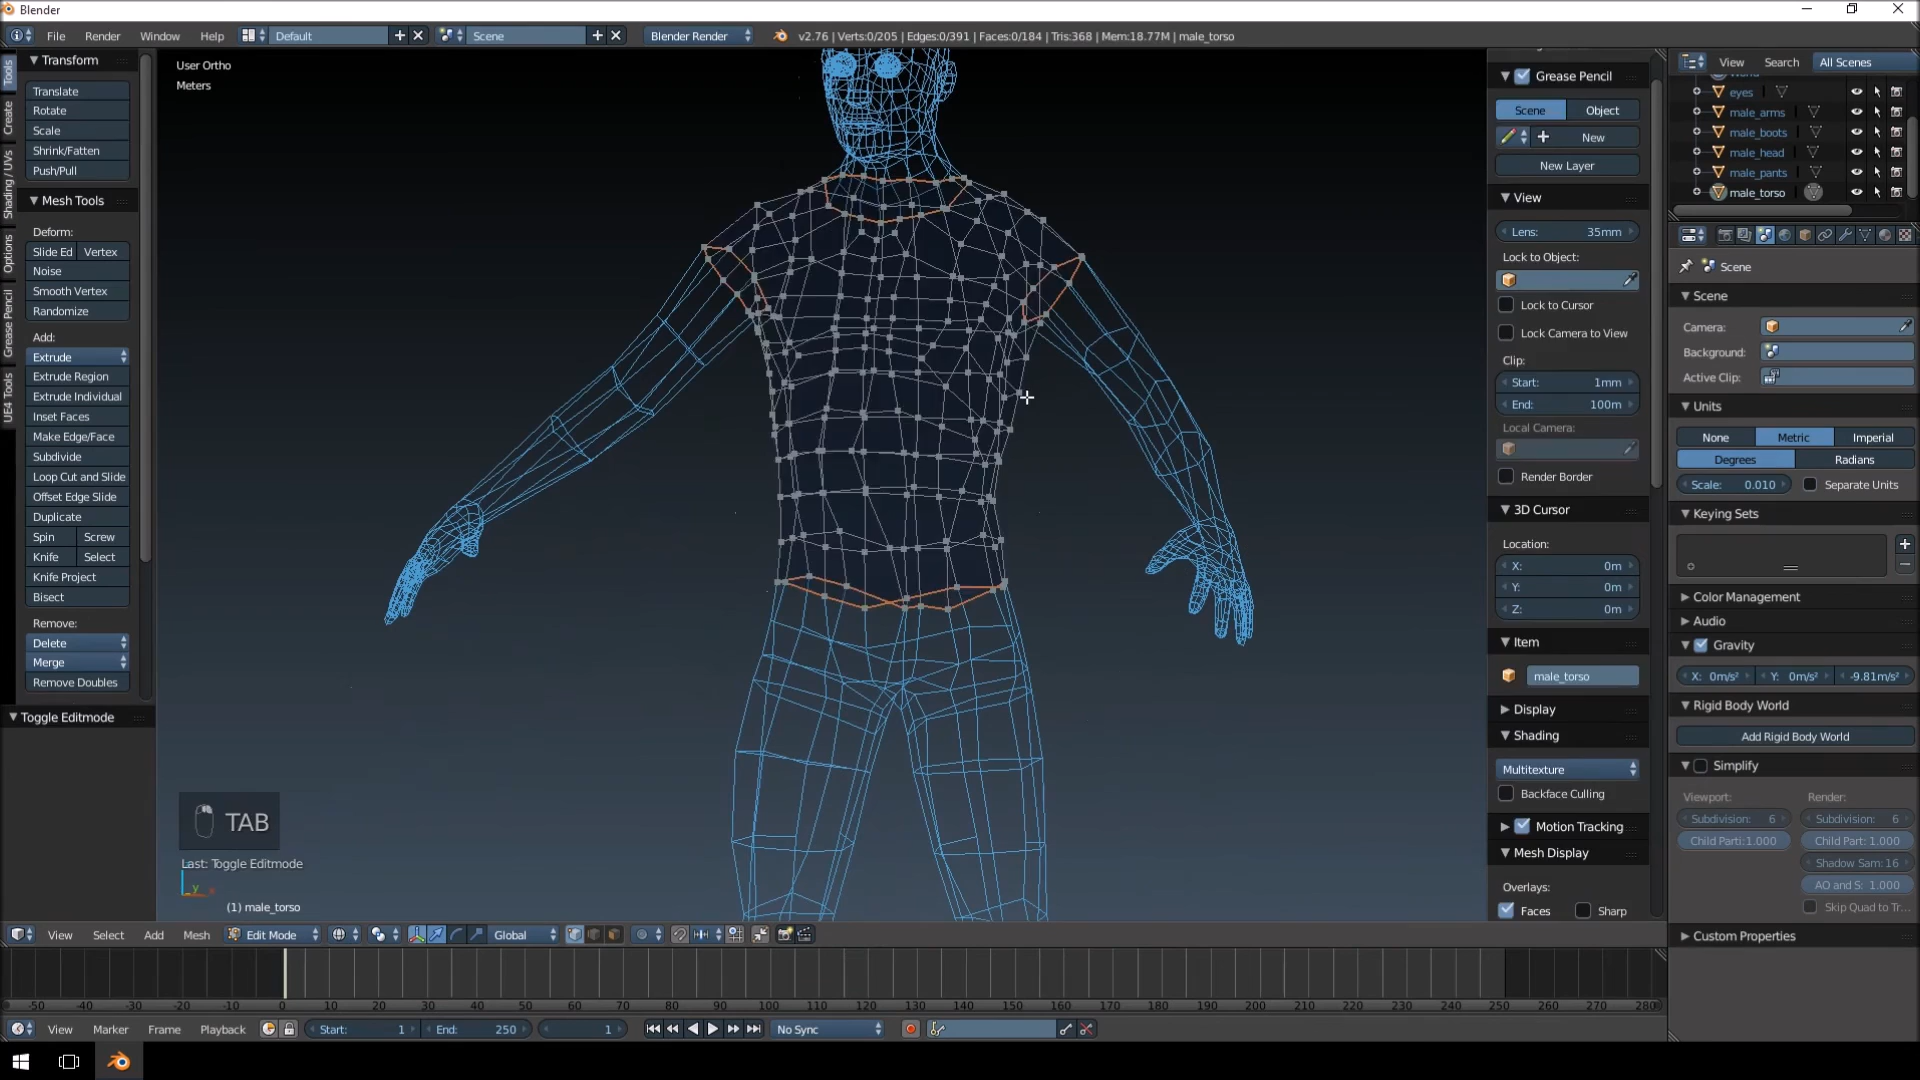 Blender
File Render Window Help Default Scene Blender Render v2.76 | Verts:0/205 | Edges:0/391 | Faces:0/184 | Tris:368 | Mem:18.77M | male_torso
Tools
Create
Shading / UVs
Options
Grease Pencil
UE4 Tools
Transform
Translate
Rotate
Scale
Shrink/Fatten
Push/Pull
Mesh Tools
Deform:
Slide Ed Vertex
Noise
Smooth Vertex
Randomize
Add:
Extrude
Extrude Region
Extrude Individual
Inset Faces
Make Edge/Face
Subdivide
Loop Cut and Slide
Offset Edge Slide
Duplicate
Spin Screw
Knife Select
Knife Project
Bisect
Remove:
Delete
Merge
Remove Doubles
Toggle Editmode
User Ortho
Meters
TAB
Last: Toggle Editmode
y
(1) male_torso
Grease Pencil
Scene Object
New
New Layer
View
Lens: 35mm
Lock to Object:
Lock to Cursor
Lock Camera to View
Clip:
Start: 1mm
End: 100m
Local Camera:
Render Border
3D Cursor
Location:
X: 0m
Y: 0m
Z: 0m
Item
male_torso
Display
Shading
Multitexture
Backface Culling
Motion Tracking
Mesh Display
Overlays:
Faces Sharp
View Search All Scenes
eyes
male_arms
male_boots
male_head
male_pants
male_torso
Scene
Scene
Camera:
Background:
Active Clip:
Units
None Metric Imperial
Degrees Radians
Scale: 0.010 Separate Units
Keying Sets
Color Management
Audio
Gravity
X: 0m/s² Y: 0m/s² -9.81m/s²
Rigid Body World
Add Rigid Body World
Simplify
Viewport: Render:
Subdivision: 6 Subdivision: 6
Child Parti:1.000 Child Part: 1.000
Shadow Sam: 16
AO and S: 1.000
Skip Quad to Tr...
Custom Properties
View Select Add Mesh Edit Mode Global
-50 -40 -30 -20 -10 0 10 20 30 40 50 60 70 80 90 100 110 120 130 140 150 160 170 180 190 200 210 220 230 240 250 260 270 280
View Marker Frame Playback Start: 1 End: 250 1 No Sync